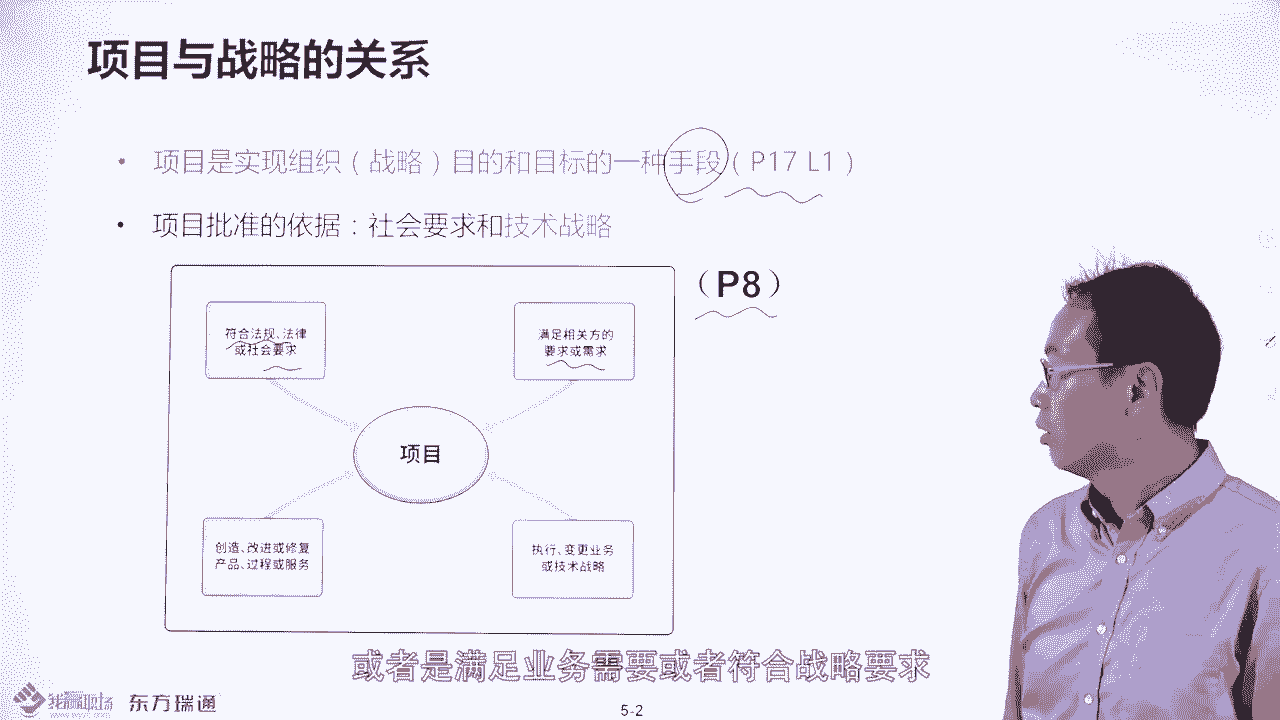 项目与战略的关系
• 项目是实现组织（战略）目的和目标的一种手段（P17 L1）
• 项目批准的依据：社会要求和技术战略
（P8）
符合法规、法律
或社会要求
满足相关方的
要求或需求
项目
创造、改进或修复
产品、过程或服务
执行、变更业务
或技术战略
或者是满足业务需要或者符合战略要求
东方瑞通
5-2